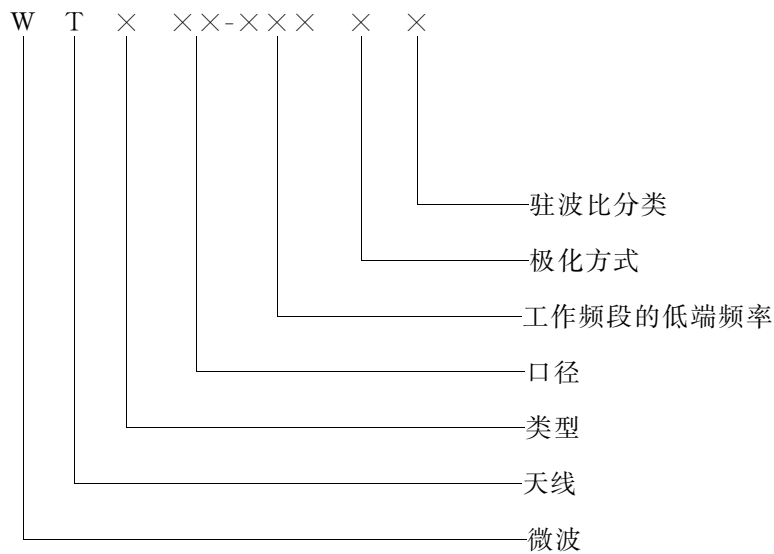 W T × ××-××× × ×
驻波比分类
极化方式
工作频段的低端频率
口径
类型
天线
微波